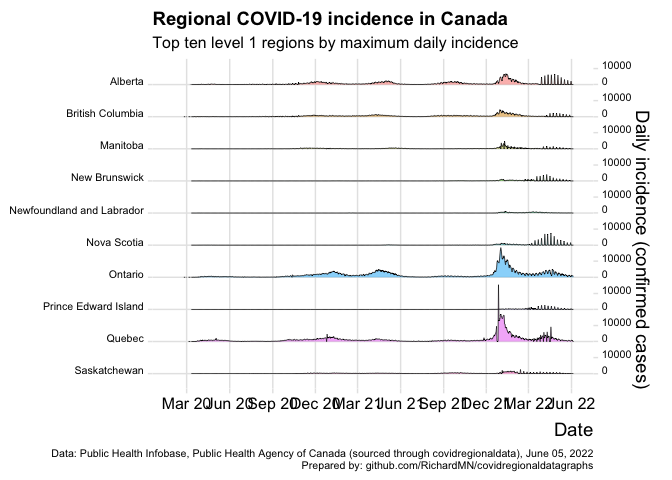 Regional COVID-19 incidence in Canada
Top ten level 1 regions by maximum daily incidence
Alberta
10000
0
British Columbia
10000
0
Manitoba
10000
0
New Brunswick
10000
0
Newfoundland and Labrador
10000
0
Nova Scotia
10000
0
Ontario
10000
0
Prince Edward Island
10000
0
Quebec
10000
0
Saskatchewan
10000
0
Daily incidence (confirmed cases)
Mar 20 Jun 20 Sep 20 Dec 20 Mar 21 Jun 21 Sep 21 Dec 21 Mar 22 Jun 22
Date
Data: Public Health Infobase, Public Health Agency of Canada (sourced through covidregionaldata), June 05, 2022
Prepared by: github.com/RichardMN/covidregionaldatagraphs